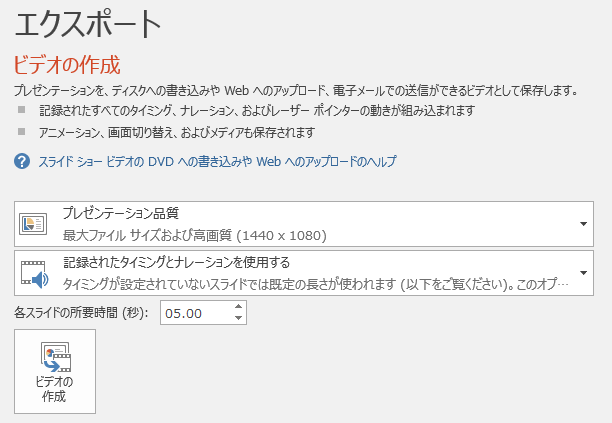 エクスポート
ビデオの作成
プレゼンテーションを、ディスクへの書き込みや Web へのアップロード、電子メールでの送信ができるビデオとして保存します。
記録されたすべてのタイミング、ナレーション、およびレーザー ポインターの動きが組み込まれます
アニメーション、画面切り替え、およびメディアも保存されます
? スライド ショー ビデオの DVD への書き込みや Web へのアップロードのヘルプ
プレゼンテーション品質
最大ファイル サイズおよび高画質 (1440 x 1080)
記録されたタイミングとナレーションを使用する
タイミングが設定されていないスライドでは既定の長さが使われます (以下をご覧ください)。このオプ…
各スライドの所要時間 (秒): 05.00
ビデオの
作成